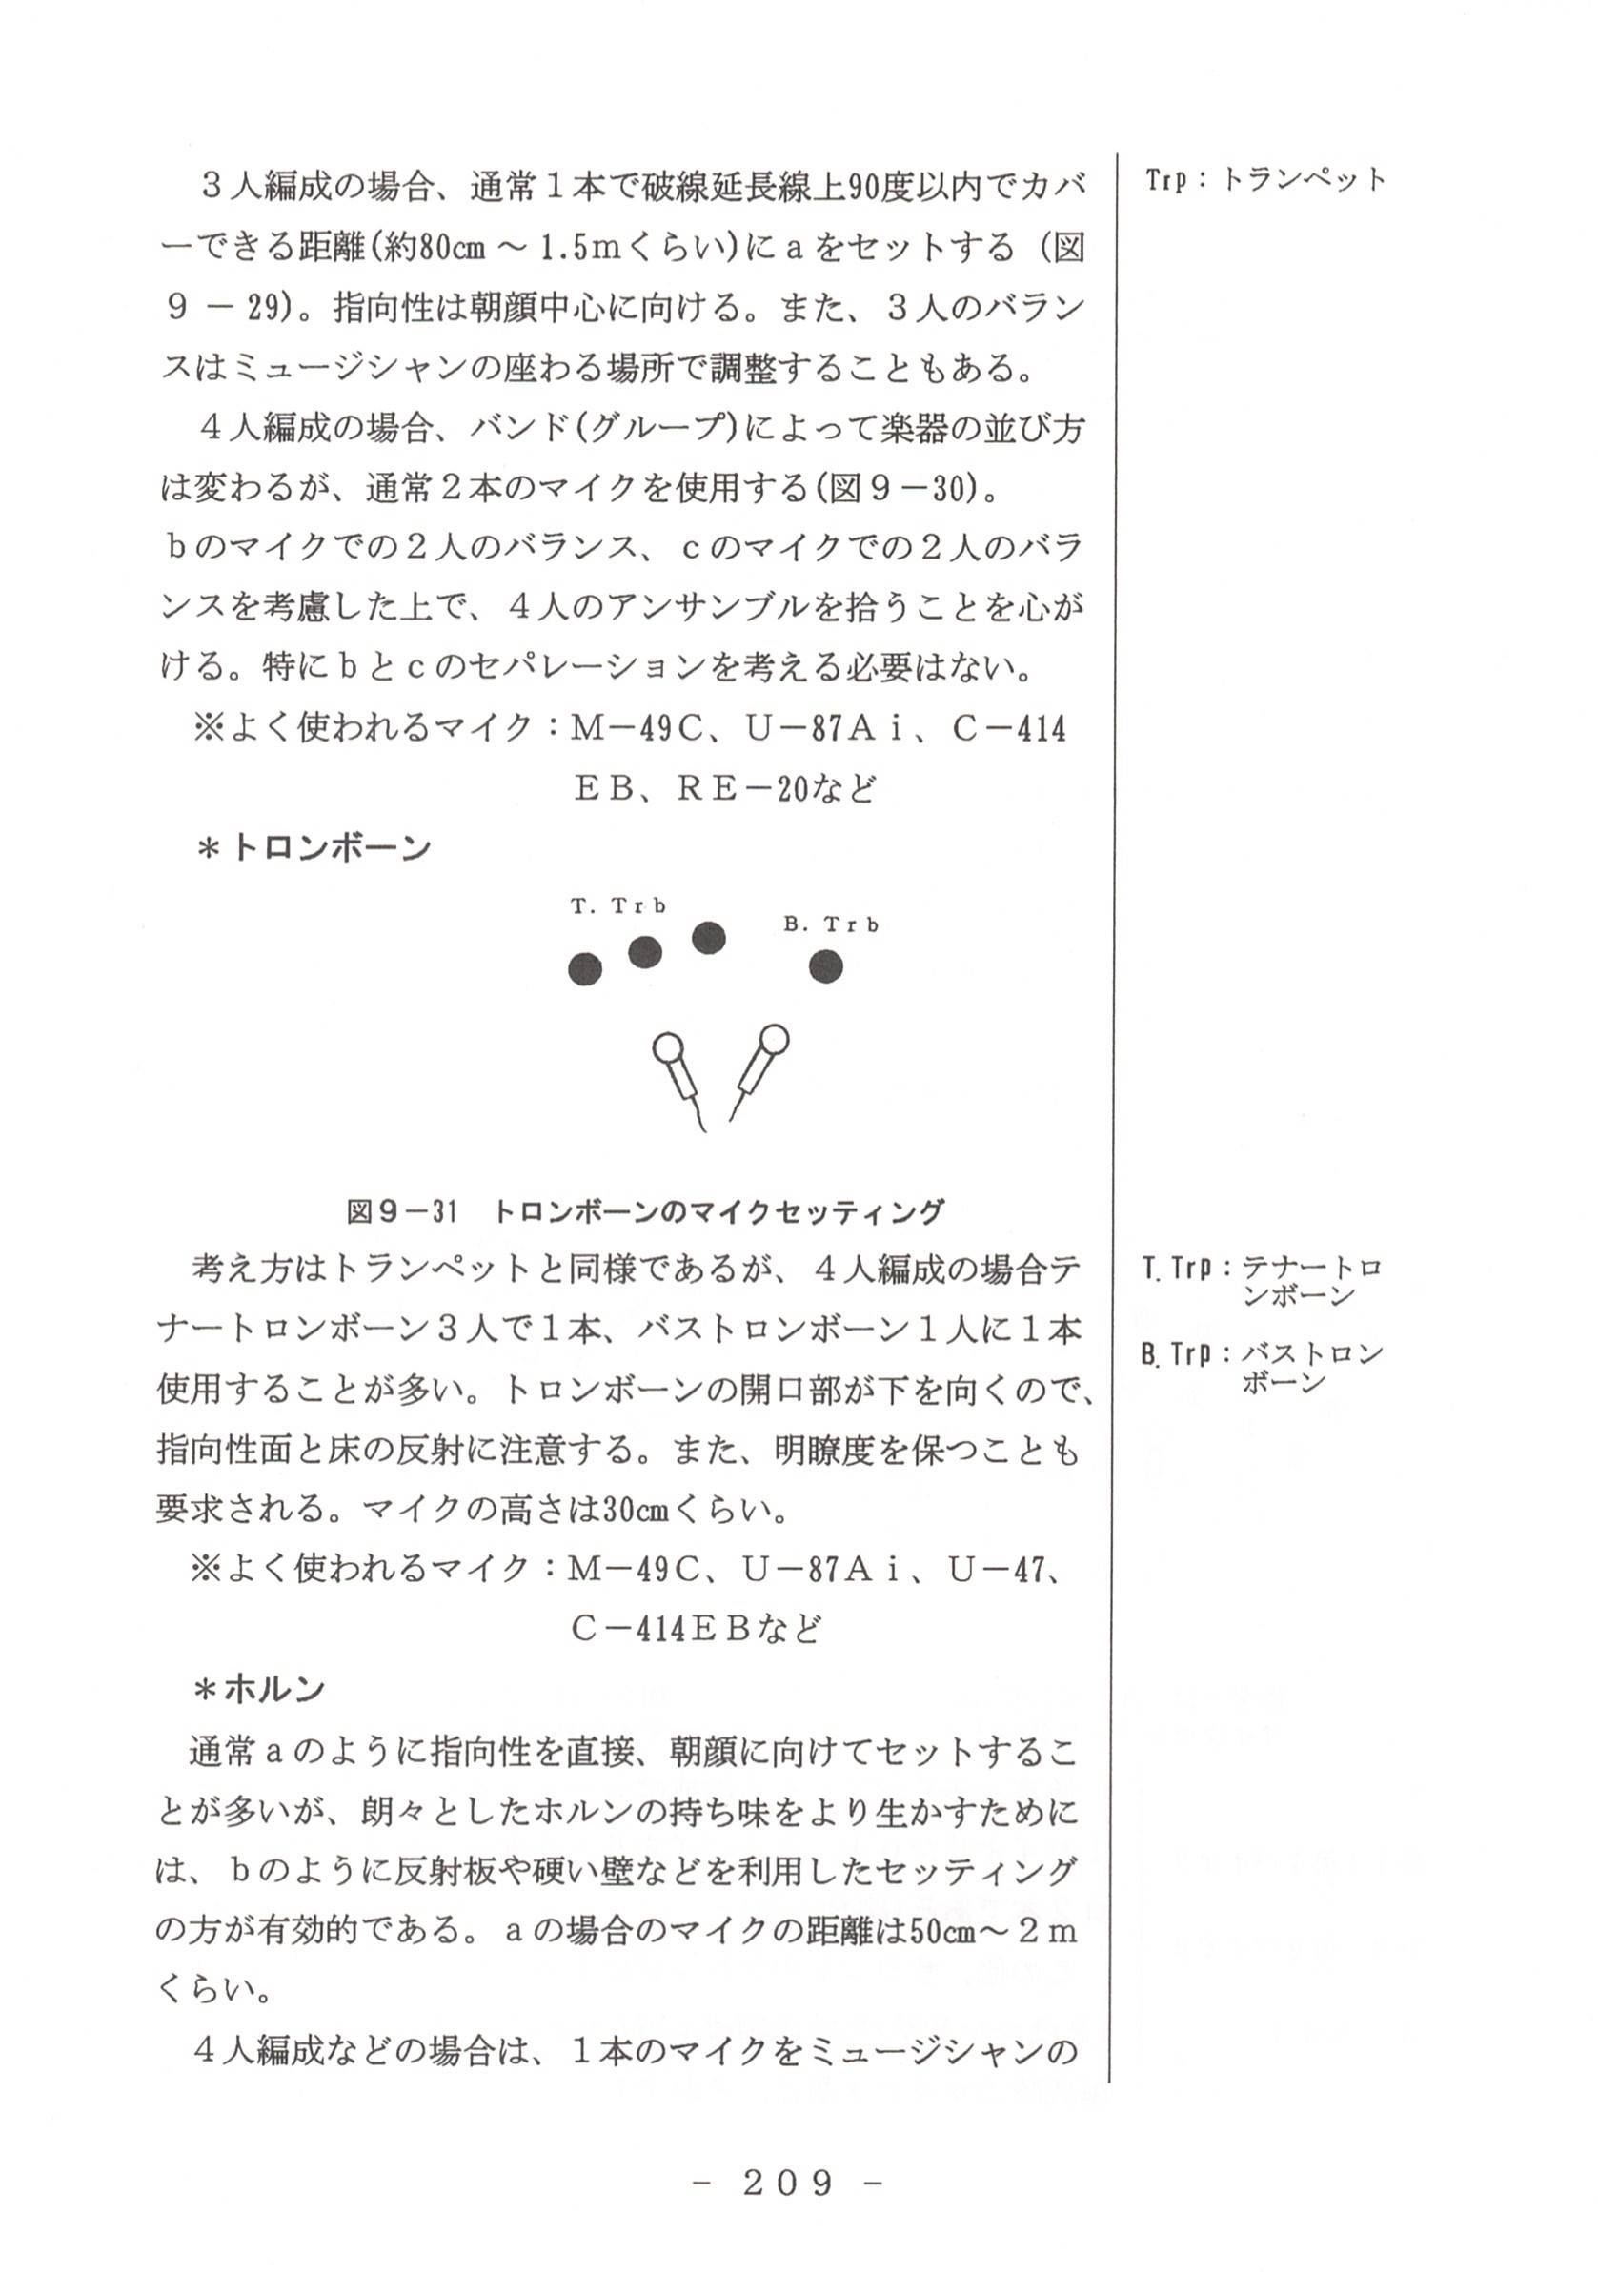 ３人編成の場合、通常１本で破線延長線上90度以内でカバ
ーできる距離(約80cm ～ 1.5ｍくらい)にａをセットする（図
９－29)。指向性は朝顔中心に向ける。また、３人のバラン
スはミュージシャンの座わる場所で調整することもある。
４人編成の場合、バンド(グループ)によって楽器の並び方
は変わるが、通常２本のマイクを使用する(図９－30)。
ｂのマイクでの２人のバランス、ｃのマイクでの２人のバラ
ンスを考慮した上で、４人のアンサンブルを拾うことを心が
ける。特にｂとｃのセパレーションを考える必要はない。
※よく使われるマイク：Ｍ－49Ｃ、Ｕ－87Ａｉ、Ｃ－414
ＥＢ、ＲＥ－20など
＊トロンボーン
T. Trb
B. Trb
図９－31　トロンボーンのマイクセッティング
考え方はトランペットと同様であるが、４人編成の場合テ
ナートロンボーン３人で１本、バストロンボーン１人に１本
使用することが多い。トロンボーンの開口部が下を向くので、
指向性面と床の反射に注意する。また、明瞭度を保つことも
要求される。マイクの高さは30cmくらい。
※よく使われるマイク：Ｍ－49Ｃ、Ｕ－87Ａｉ、Ｕ－47、
Ｃ－414ＥＢなど
＊ホルン
通常ａのように指向性を直接、朝顔に向けてセットするこ
とが多いが、朗々としたホルンの持ち味をより生かすために
は、ｂのように反射板や硬い壁などを利用したセッティング
の方が有効的である。ａの場合のマイクの距離は50cm～２ｍ
くらい。
４人編成などの場合は、１本のマイクをミュージシャンの
Trp：トランペット
T. Trp：テナートロ
ンボーン
B. Trp：バストロン
ボーン
－ 209 －